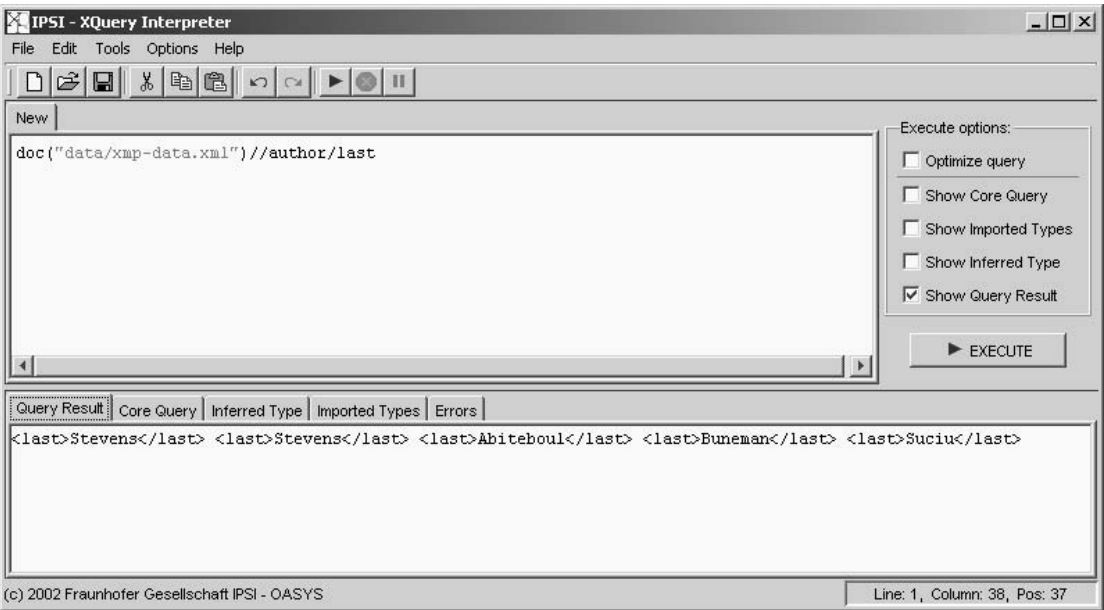 IPSI - XQuery Interpreter
File Edit Tools Options Help
New
doc("data/xmp-data.xml")//author/last
Execute options:
Optimize query
Show Core Query
Show Imported Types
Show Inferred Type
Show Query Result
EXECUTE
Query Result Core Query Inferred Type Imported Types Errors
<last>Stevens</last> <last>Stevens</last> <last>Abiteboul</last> <last>Buneman</last> <last>Suciu</last>
(c) 2002 Fraunhofer Gesellschaft IPSI - OASYS
Line: 1, Column: 38, Pos: 37